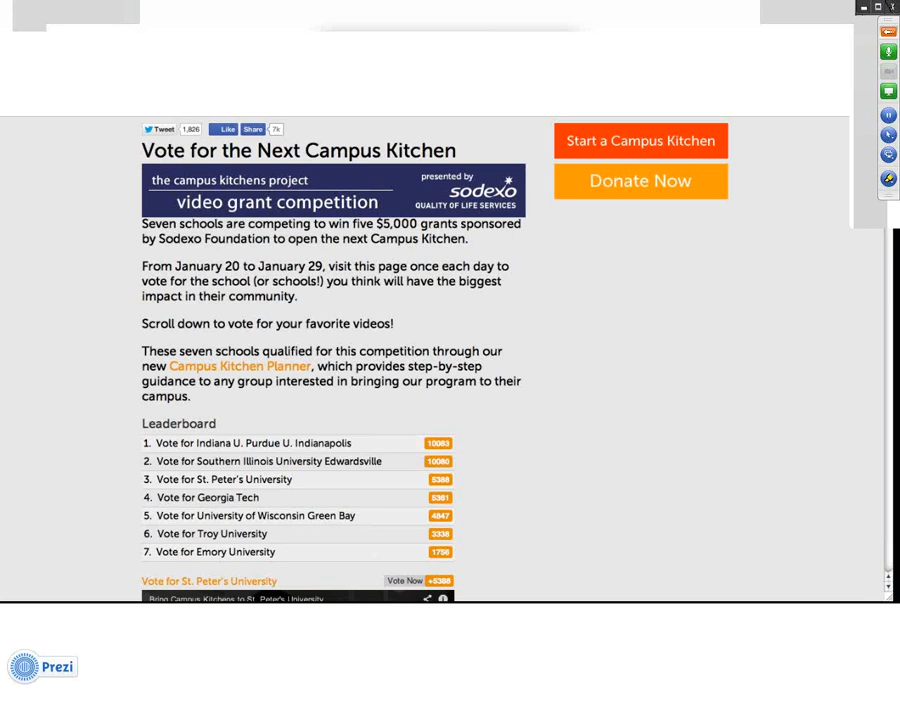 Tweet 1,826 Like Share 7k
Vote for the Next Campus Kitchen
the campus kitchens project
video grant competition
presented by
sodexo
QUALITY OF LIFE SERVICES
Start a Campus Kitchen
Donate Now
Seven schools are competing to win five $5,000 grants sponsored
by Sodexo Foundation to open the next Campus Kitchen.
From January 20 to January 29, visit this page once each day to
vote for the school (or schools!) you think will have the biggest
impact in their community.
Scroll down to vote for your favorite videos!
These seven schools qualified for this competition through our
new Campus Kitchen Planner, which provides step-by-step
guidance to any group interested in bringing our program to their
campus.
Leaderboard
1. Vote for Indiana U. Purdue U. Indianapolis 10083
2. Vote for Southern Illinois University Edwardsville 10080
3. Vote for St. Peter's University 5388
4. Vote for Georgia Tech 5361
5. Vote for University of Wisconsin Green Bay 4847
6. Vote for Troy University 3336
7. Vote for Emory University 1756
Vote for St. Peter's University Vote Now +5388
Bring Campus Kitchens to St. Peter's University
Prezi